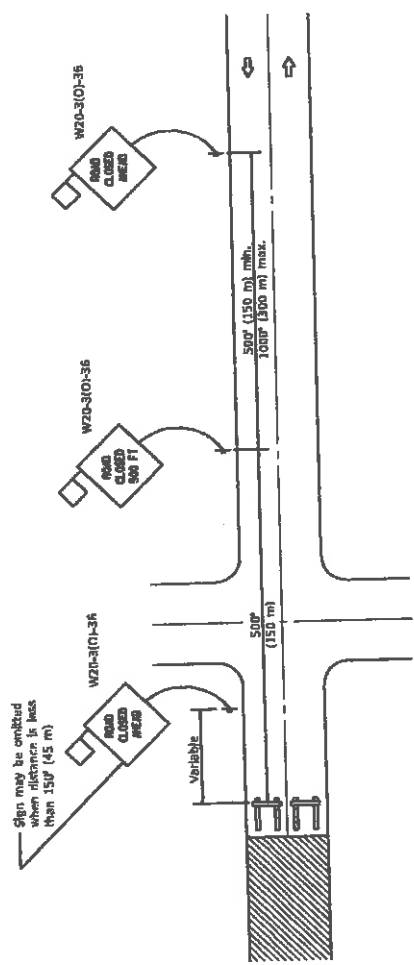 W20-3(O)-36
ROAD
CLOSED
AHEAD
W20-3(O)-36
ROAD
CLOSED
500 FT
500' (150 m) min.
1000' (300 m) max.
W20-3(O)-36
ROAD
CLOSED
AHEAD
500'
(150 m)
Variable
Sign may be omitted
when distance is less
than 150' (45 m)